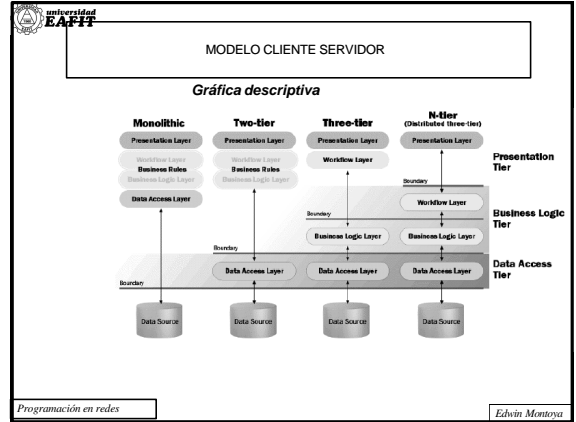 universidad
EAFIT
MODELO CLIENTE SERVIDOR
Gráfica descriptiva
Monolithic
Two-tier
Three-tier
N-tier
(Distributed three-tier)
Presentation Layer
Presentation Layer
Presentation Layer
Presentation Layer
Workflow Layer
Business Rules
Business Logic Layer
Workflow Layer
Business Rules
Business Logic Layer
Workflow Layer
Presentation
Tier
Boundary
Data Access Layer
Workflow Layer
Boundary
Business Logic
Tier
Business Logic Layer
Business Logic Layer
Boundary
Data Access Layer
Data Access Layer
Data Access Layer
Data Access
Tier
Boundary
Data Source
Data Source
Data Source
Data Source
Programación en redes
Edwin Montoya